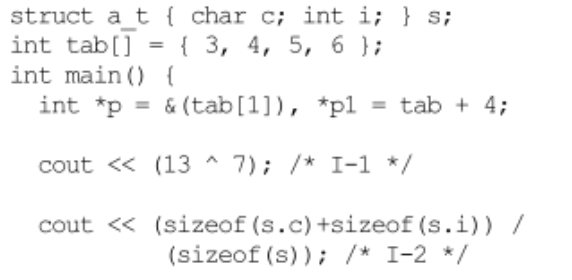 struct a_t { char c; int i; } s;
int tab[] = { 3, 4, 5, 6 };
int main() {
int *p = &(tab[1]), *p1 = tab + 4;
cout << (13 ^ 7); /* I-1 */
cout << (sizeof(s.c)+sizeof(s.i)) /
(sizeof(s)); /* I-2 */